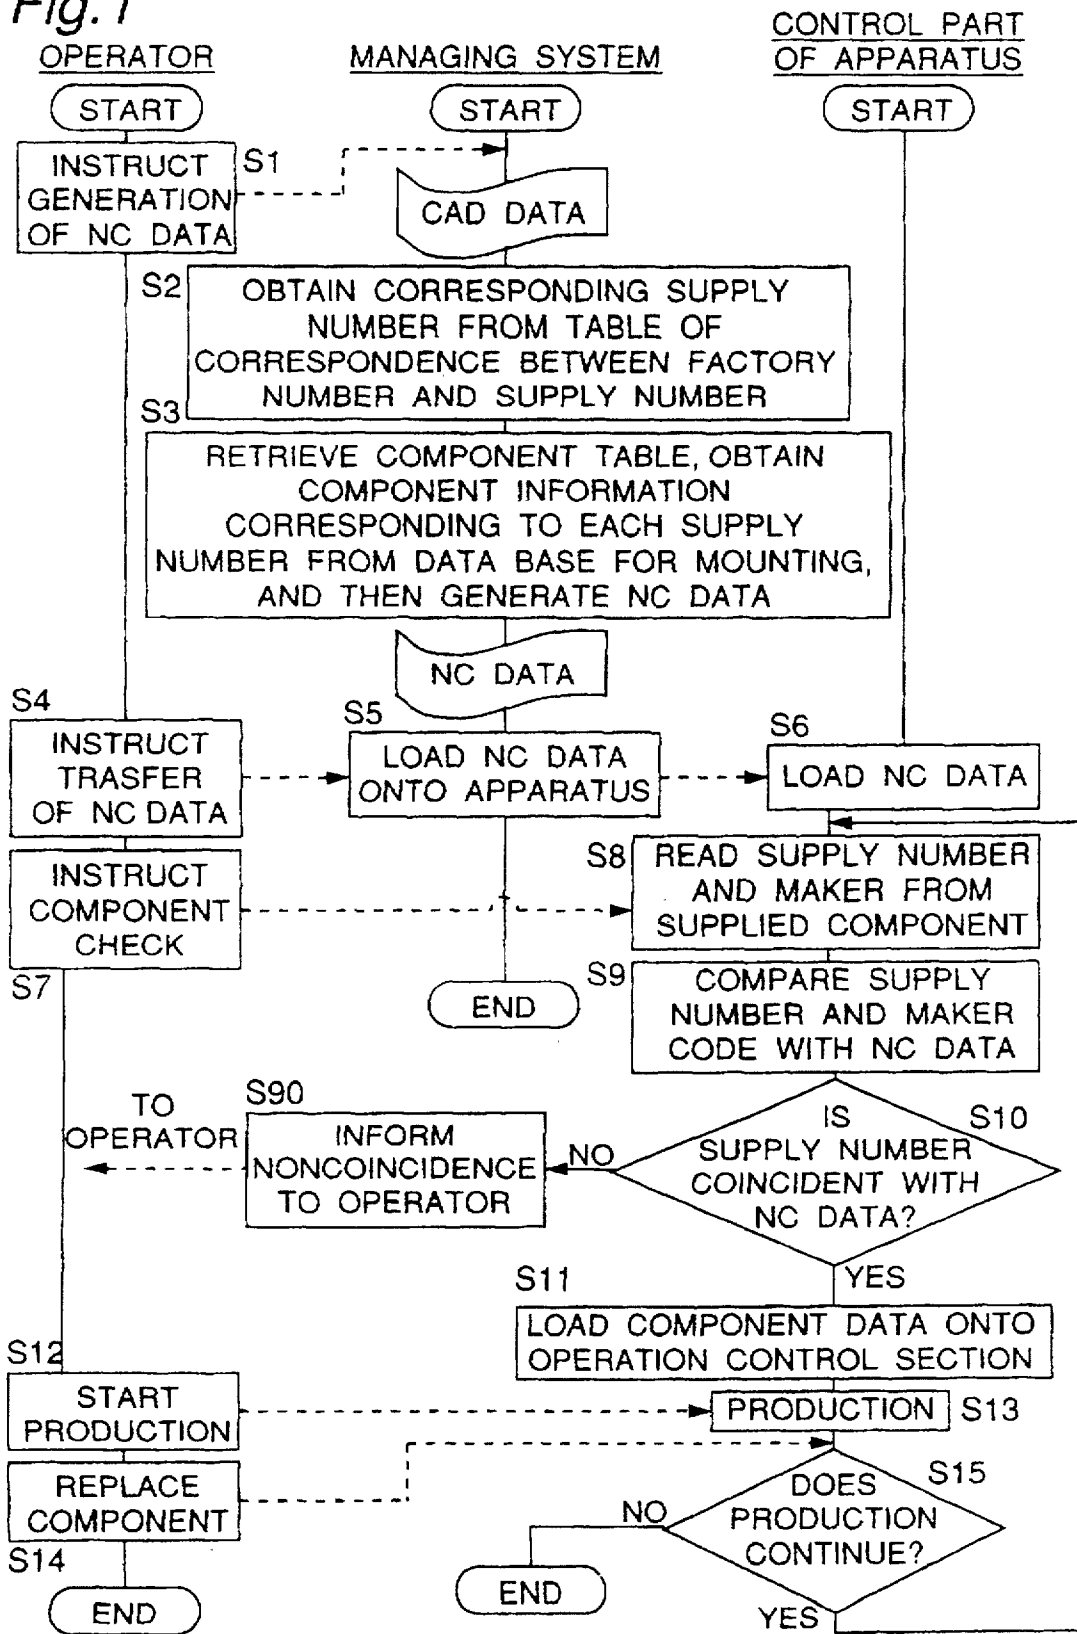 Fig. 1
OPERATOR
MANAGING SYSTEM
CONTROL PART
OF APPARATUS
START
START
START
INSTRUCT
GENERATION
OF NC DATA
S1
CAD DATA
S2
OBTAIN CORRESPONDING SUPPLY
NUMBER FROM TABLE OF
CORRESPONDENCE BETWEEN FACTORY
NUMBER AND SUPPLY NUMBER
S3
RETRIEVE COMPONENT TABLE, OBTAIN
COMPONENT INFORMATION
CORRESPONDING TO EACH SUPPLY
NUMBER FROM DATA BASE FOR MOUNTING,
AND THEN GENERATE NC DATA
NC DATA
S4
INSTRUCT
TRASFER
OF NC DATA
S5
LOAD NC DATA
ONTO APPARATUS
S6
LOAD NC DATA
INSTRUCT
COMPONENT
CHECK
S7
S8
READ SUPPLY NUMBER
AND MAKER FROM
SUPPLIED COMPONENT
S9
COMPARE SUPPLY
NUMBER AND MAKER
CODE WITH NC DATA
END
S10
IS
SUPPLY NUMBER
COINCIDENT WITH
NC DATA?
NO
S90
INFORM
NONCOINCIDENCE
TO OPERATOR
TO
OPERATOR
YES
S11
LOAD COMPONENT DATA ONTO
OPERATION CONTROL SECTION
S12
START
PRODUCTION
PRODUCTION
S13
REPLACE
COMPONENT
S14
S15
DOES
PRODUCTION
CONTINUE?
NO
END
END
YES